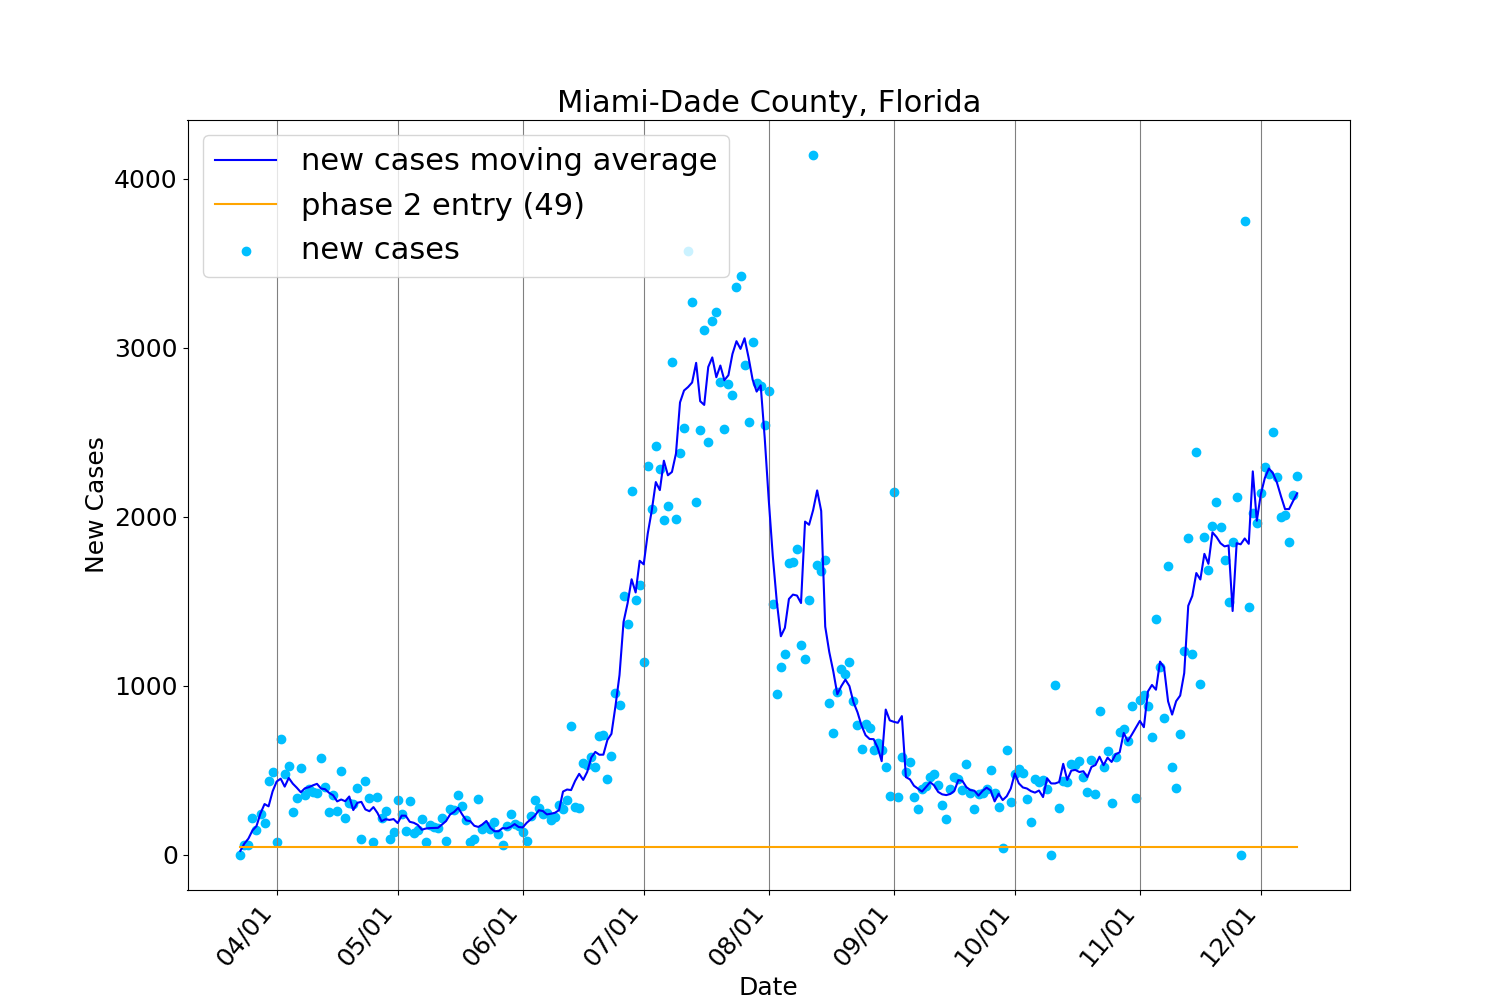 Miami-Dade County, Florida
new cases moving average
phase 2 entry (49)
new cases
4000
3000
2000
1000
0
New Cases
04/01
05/01
06/01
07/01
08/01
09/01
10/01
11/01
12/01
Date